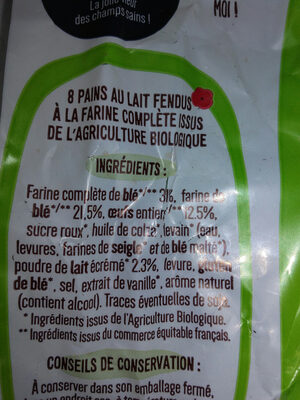 La jolie fleur
des champs sains !
MOI !
8 PAINS AU LAIT FENDUS
À LA FARINE COMPLÈTE ISSUS
DE L'AGRICULTURE BIOLOGIQUE
INGRÉDIENTS :
Farine complète de blé*/** farine de
blé*/** 21,5%, œufs entiers*/** 12,5%,
sucre roux*, huile de colza*, levain* (eau,
levures, farines de seigle* et de blé malté*),
poudre de lait écrémé* 2.3%, levure, gluten
de blé*, sel, extrait de vanille*, arôme naturel
(contient alcool). Traces éventuelles de soja.
* Ingrédients issus de l'Agriculture Biologique.
** Ingrédients issus du commerce équitable français.
CONSEILS DE CONSERVATION :
À conserver dans son emballage fermé,